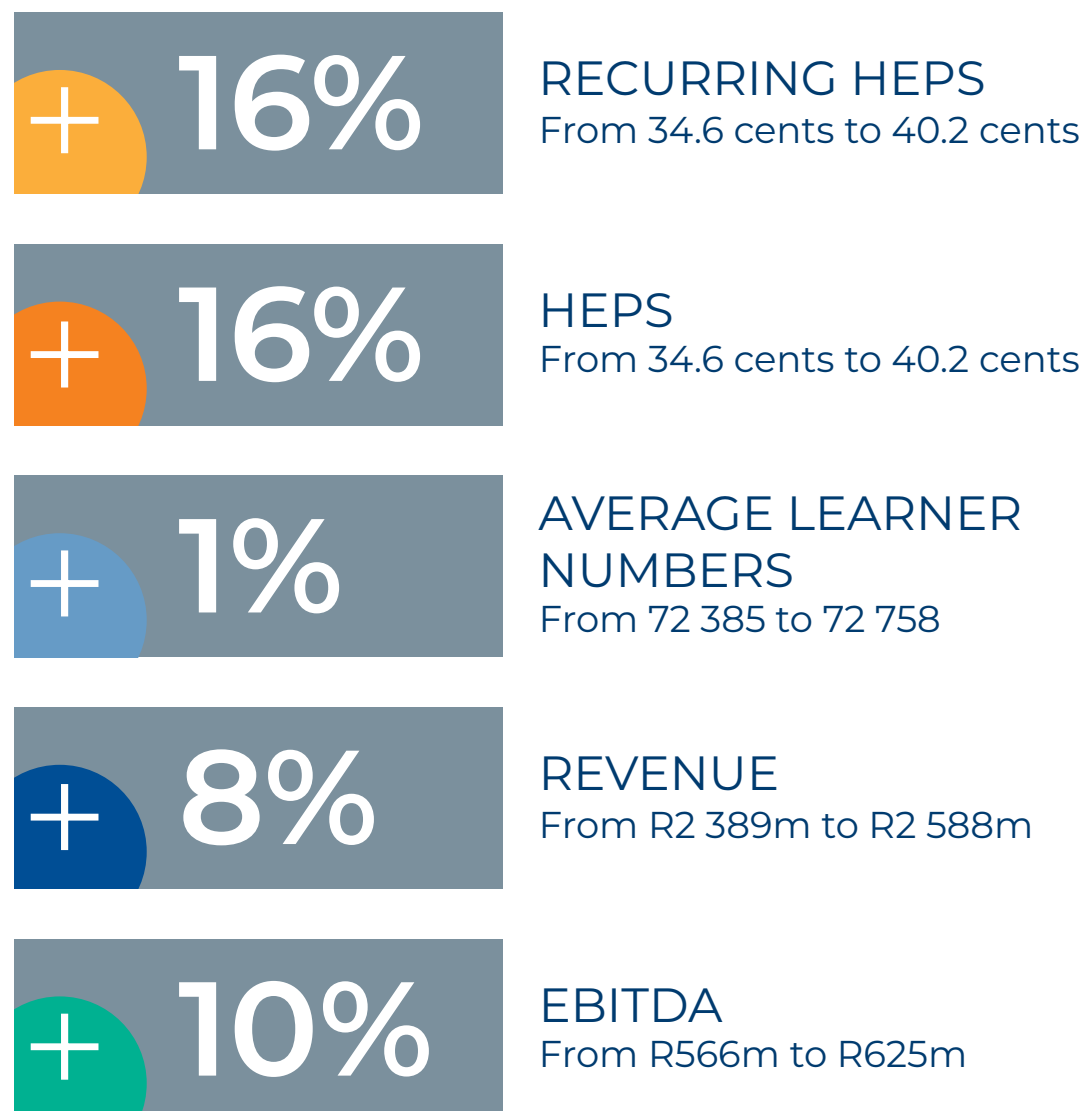 + 16%
RECURRING HEPS
From 34.6 cents to 40.2 cents
+ 16%
HEPS
From 34.6 cents to 40.2 cents
+ 1%
AVERAGE LEARNER
NUMBERS
From 72 385 to 72 758
+ 8%
REVENUE
From R2 389m to R2 588m
+ 10%
EBITDA
From R566m to R625m